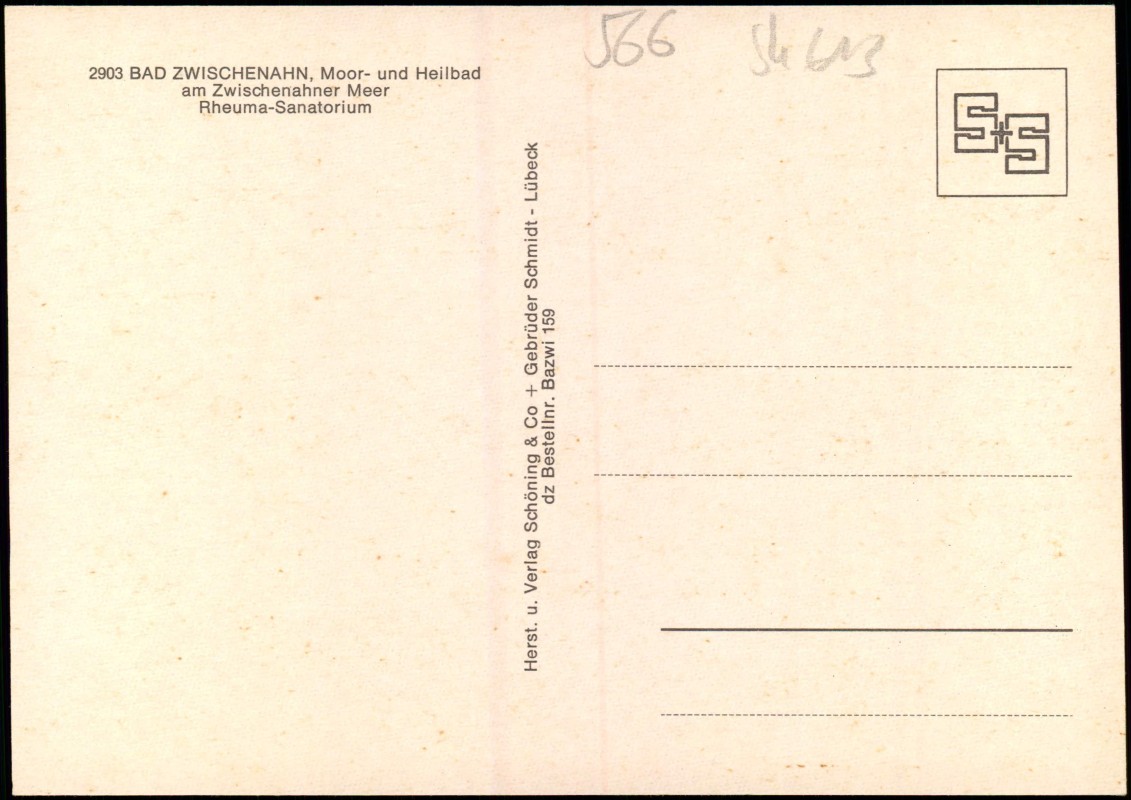 566
2903 BAD ZWISCHENAHN, Moor- und Heilbad
am Zwischenahner Meer
Rheuma-Sanatorium
S+S
Herst. u. Verlag Schöning & Co + Gebrüder Schmidt - Lübeck
dz Bestellnr. Bazwi 159